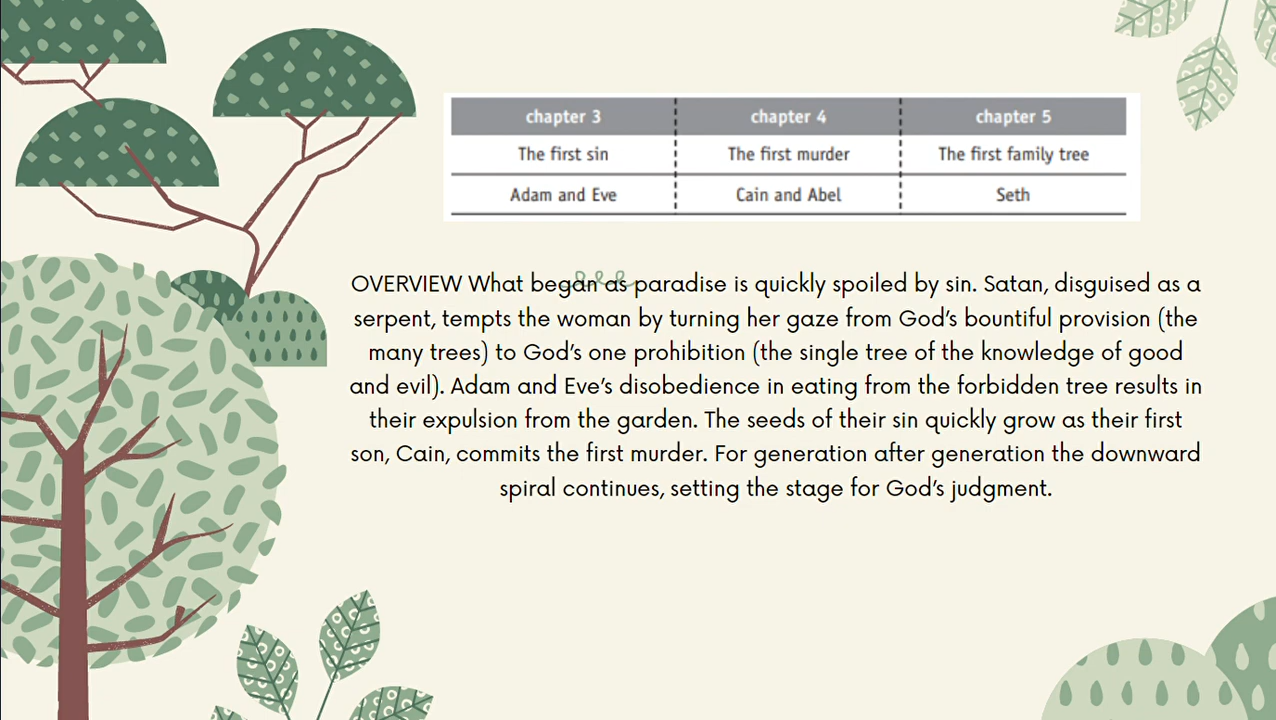 chapter 3 chapter 4 chapter 5
The first sin The first murder The first family tree
Adam and Eve Cain and Abel Seth
OVERVIEW What began as paradise is quickly spoiled by sin. Satan, disguised as a
serpent, tempts the woman by turning her gaze from God’s bountiful provision (the
many trees) to God’s one prohibition (the single tree of the knowledge of good
and evil). Adam and Eve’s disobedience in eating from the forbidden tree results in
their expulsion from the garden. The seeds of their sin quickly grow as their first
son, Cain, commits the first murder. For generation after generation the downward
spiral continues, setting the stage for God’s judgment.